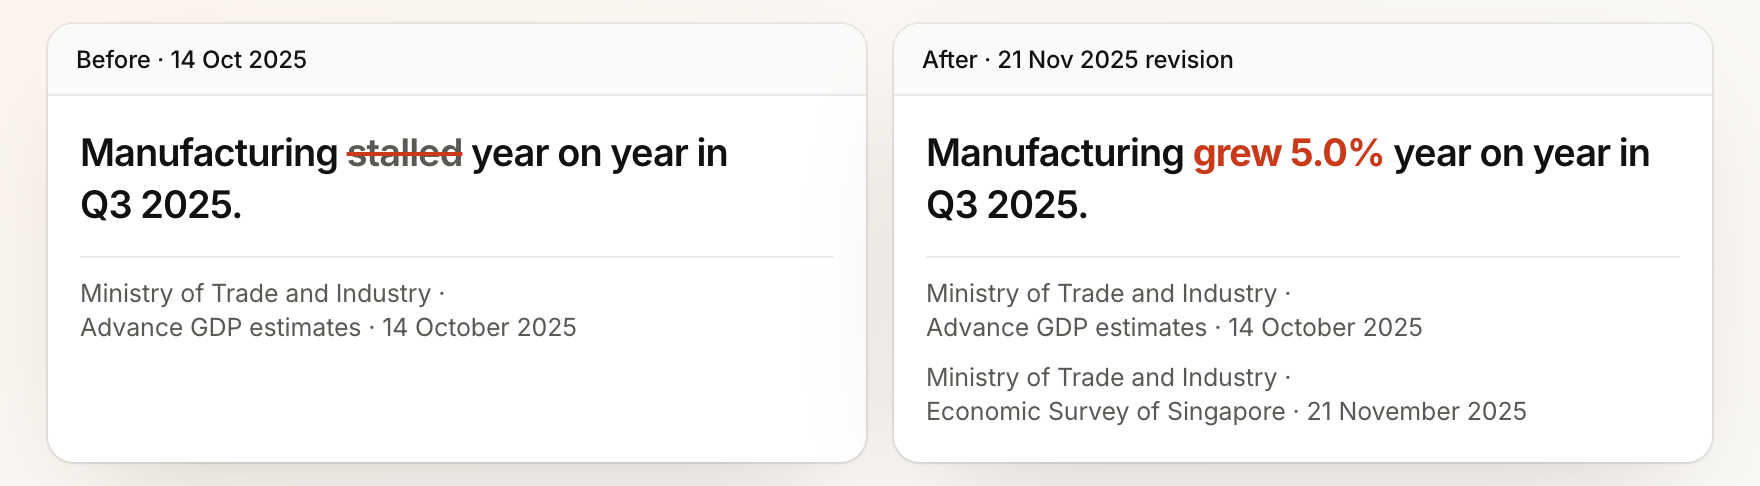 Before · 14 Oct 2025
Manufacturing stalled year on year in
Q3 2025.
Ministry of Trade and Industry ·
Advance GDP estimates · 14 October 2025
After · 21 Nov 2025 revision
Manufacturing grew 5.0% year on year in
Q3 2025.
Ministry of Trade and Industry ·
Advance GDP estimates · 14 October 2025
Ministry of Trade and Industry ·
Economic Survey of Singapore · 21 November 2025